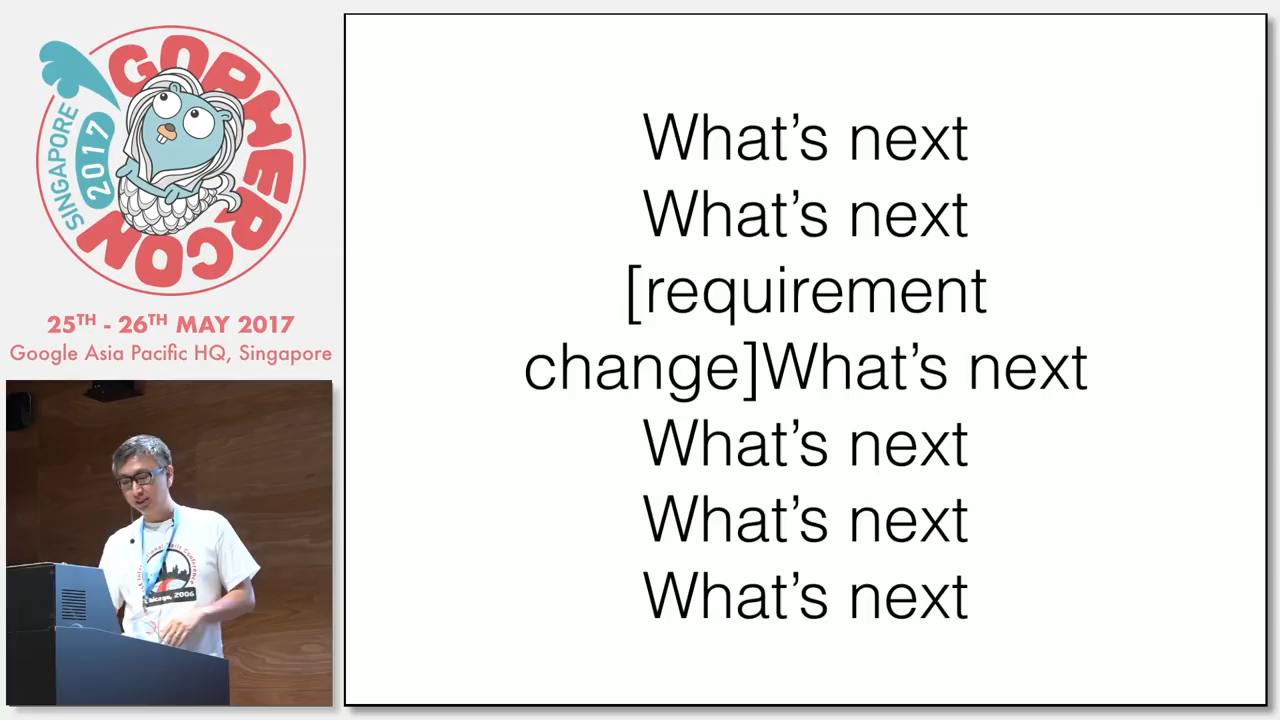 GOPHERCON
SINGAPORE
2017
25TH - 26TH MAY 2017
Google Asia Pacific HQ, Singapore
What's next
What's next
[requirement
change]What's next
What's next
What's next
What's next